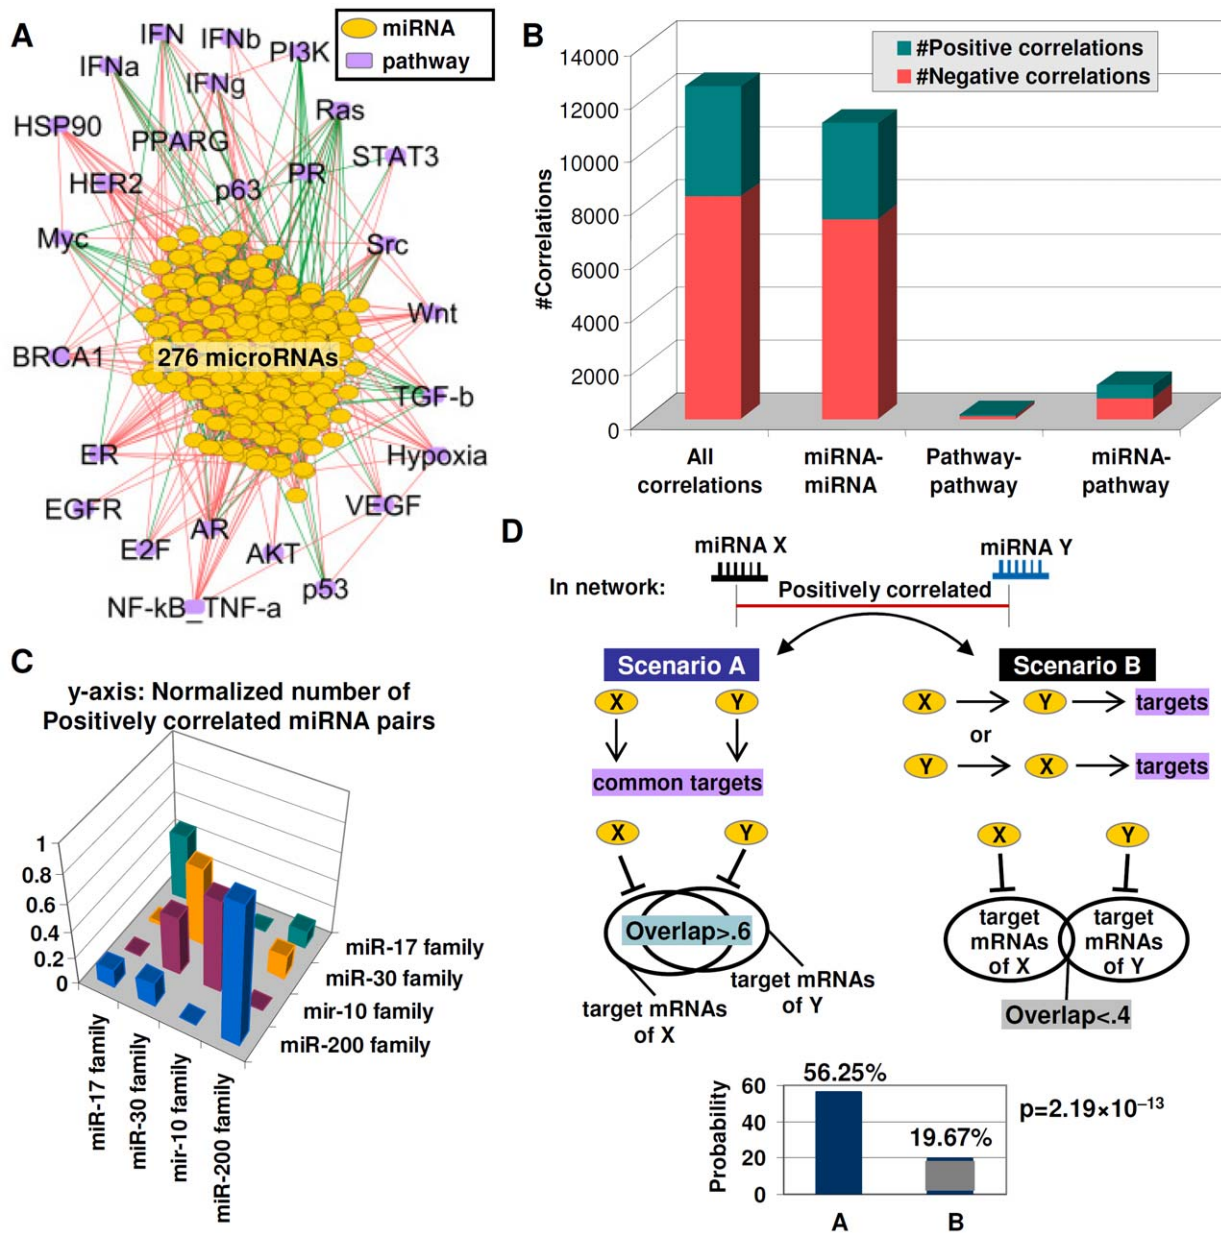 A
miRNA
pathway
IFN
IFNb
PI3K
IFNa
IFNg
Ras
HSP90
PPARG
STAT3
HER2
p63
PR
Myc
Src
Wnt
BRCA1
276 microRNAs
TGF-b
ER
Hypoxia
EGFR
VEGF
E2F
AR
AKT
p53
NF-kB_TNF-a
B
#Positive correlations
#Negative correlations
#Correlations
14000
12000
10000
8000
6000
4000
2000
0
All
correlations
miRNA-
miRNA
Pathway-
pathway
miRNA-
pathway
C
y-axis: Normalized number of
Positively correlated miRNA pairs
1
0.8
0.6
0.4
0.2
0
miR-17 family
miR-30 family
mir-10 family
miR-200 family
miR-17 family
miR-30 family
mir-10 family
miR-200 family
D
miRNA X
miRNA Y
In network:
Positively correlated
Scenario A
Scenario B
X
Y
common targets
X
Y
Overlap>.6
target mRNAs
of X
target mRNAs
of Y
X
Y
targets
or
Y
X
targets
X
Y
target
mRNAs
of X
target
mRNAs
of Y
Overlap<.4
Probability
60
40
20
0
56.25%
19.67%
A
B
p=2.19×10⁻¹³